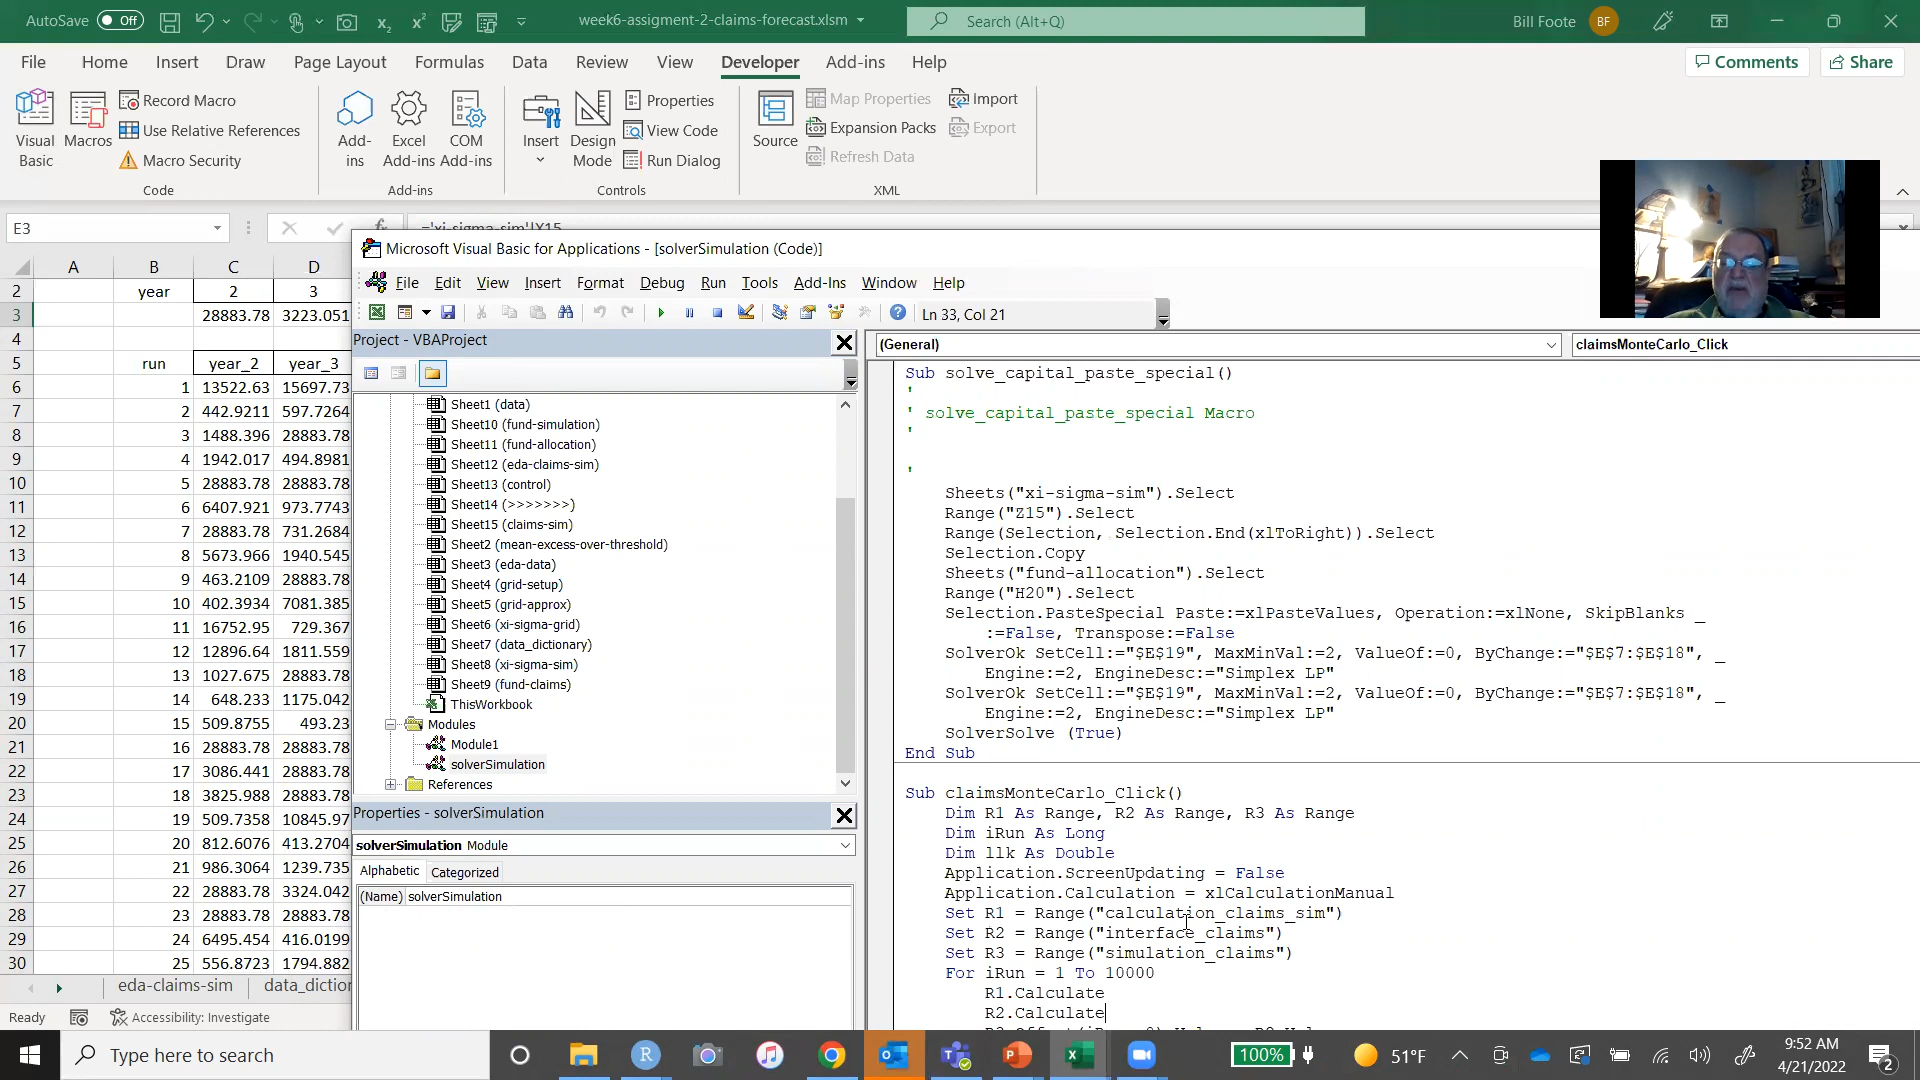 AutoSave Off week6-assigment-2-claims-forecast.xlsm Search (Alt+Q) Bill Foote BF
File Home Insert Draw Page Layout Formulas Data Review View Developer Add-ins Help Comments Share
Visual Basic
Macros
Record Macro
Use Relative References
Macro Security
Code
Add-ins
Excel Add-ins
COM Add-ins
Add-ins
Insert
Design Mode
Properties
View Code
Run Dialog
Controls
Source
Map Properties
Expansion Packs
Refresh Data
Import
Export
XML
E3 ='xi-sigma-sim'!X15
A B C D
2 year 2 3
3 28883.78 3223.051
4
5 run year_2 year_3
6 1 13522.63 15697.73
7 2 442.9211 597.7264
8 3 1488.396 28883.78
9 4 1942.017 494.8981
10 5 28883.78 28883.78
11 6 6407.921 973.7743
12 7 28883.78 731.2684
13 8 5673.966 1940.545
14 9 463.2109 28883.78
15 10 402.3934 7081.385
16 11 16752.95 729.367
17 12 12896.64 1811.559
18 13 1027.675 28883.78
19 14 648.233 1175.042
20 15 509.8755 493.23
21 16 28883.78 28883.78
22 17 3086.441 28883.78
23 18 3825.988 28883.78
24 19 509.7358 10845.97
25 20 812.6076 413.2704
26 21 986.3064 1239.735
27 22 28883.78 3324.042
28 23 28883.78 28883.78
29 24 6495.454 416.0199
30 25 556.8723 1794.882
eda-claims-sim data_diction
Ready Accessibility: Investigate
Microsoft Visual Basic for Applications - [solverSimulation (Code)]
File Edit View Insert Format Debug Run Tools Add-Ins Window Help
Ln 33, Col 21
Project - VBAProject
Sheet1 (data)
Sheet10 (fund-simulation)
Sheet11 (fund-allocation)
Sheet12 (eda-claims-sim)
Sheet13 (control)
Sheet14 (>>>>>>>)
Sheet15 (claims-sim)
Sheet2 (mean-excess-over-threshold)
Sheet3 (eda-data)
Sheet4 (grid-setup)
Sheet5 (grid-approx)
Sheet6 (xi-sigma-grid)
Sheet7 (data_dictionary)
Sheet8 (xi-sigma-sim)
Sheet9 (fund-claims)
ThisWorkbook
Modules
Module1
solverSimulation
References
Properties - solverSimulation
solverSimulation Module
Alphabetic Categorized
(Name) solverSimulation
(General) claimsMonteCarlo_Click
Sub solve_capital_paste_special()
'
' solve_capital_paste_special Macro
'
'
Sheets("xi-sigma-sim").Select
Range("Z15").Select
Range(Selection, Selection.End(xlToRight)).Select
Selection.Copy
Sheets("fund-allocation").Select
Range("H20").Select
Selection.PasteSpecial Paste:=xlPasteValues, Operation:=xlNone, SkipBlanks _
:=False, Transpose:=False
SolverOk SetCell:="$E$19", MaxMinVal:=2, ValueOf:=0, ByChange:="$E$7:$E$18", _
Engine:=2, EngineDesc:="Simplex LP"
SolverOk SetCell:="$E$19", MaxMinVal:=2, ValueOf:=0, ByChange:="$E$7:$E$18", _
Engine:=2, EngineDesc:="Simplex LP"
SolverSolve (True)
End Sub
Sub claimsMonteCarlo_Click()
Dim R1 As Range, R2 As Range, R3 As Range
Dim iRun As Long
Dim llk As Double
Application.ScreenUpdating = False
Application.Calculation = xlCalculationManual
Set R1 = Range("calculation_claims_sim")
Set R2 = Range("interface_claims")
Set R3 = Range("simulation_claims")
For iRun = 1 To 10000
R1.Calculate
R2.Calculate
Type here to search
100%
51°F
9:52 AM
4/21/2022
2